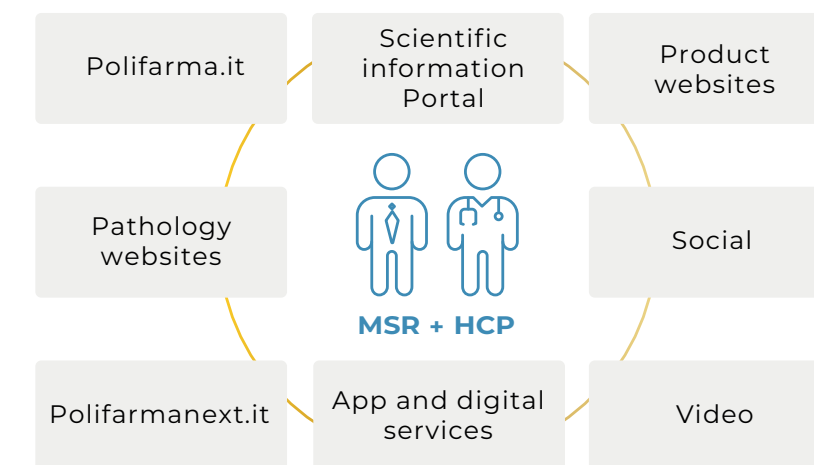 Polifarma.it
Scientific
information
Portal
Product
websites
Pathology
websites
MSR + HCP
Social
Polifarmanext.it
App and digital
services
Video